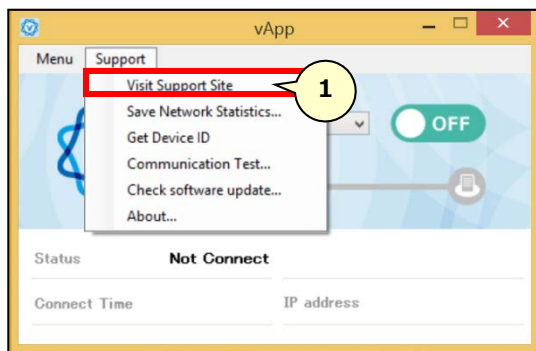 vApp
Menu Support
Visit Support Site
1
Save Network Statistics...
OFF
Get Device ID
Communication Test...
Check software update...
About...
Status Not Connect
Connect Time IP address